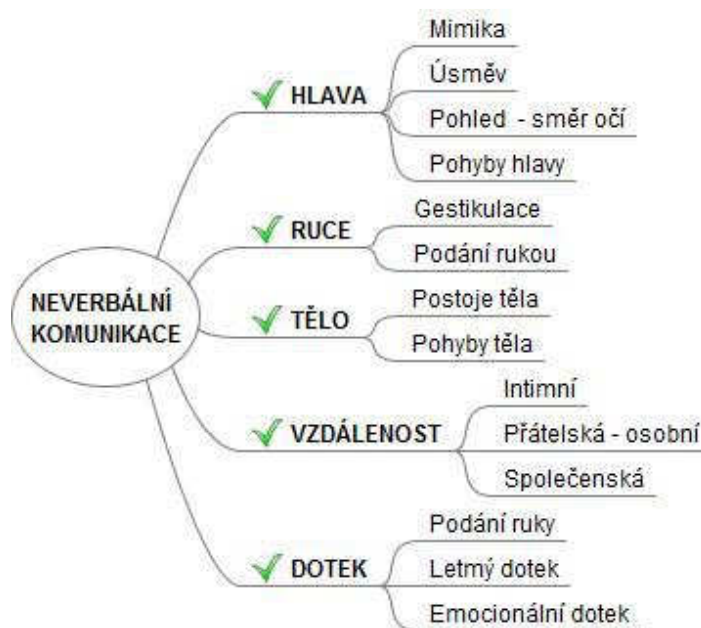 NEVERBÁLNÍ
KOMUNIKACE
HLAVA
Mimika
Úsměv
Pohled - směr očí
Pohyby hlavy
RUCE
Gestikulace
Podání rukou
TĚLO
Postoje těla
Pohyby těla
VZDÁLENOST
Intimní
Přátelská - osobní
Společenská
DOTEK
Podání ruky
Letmý dotek
Emocionální dotek